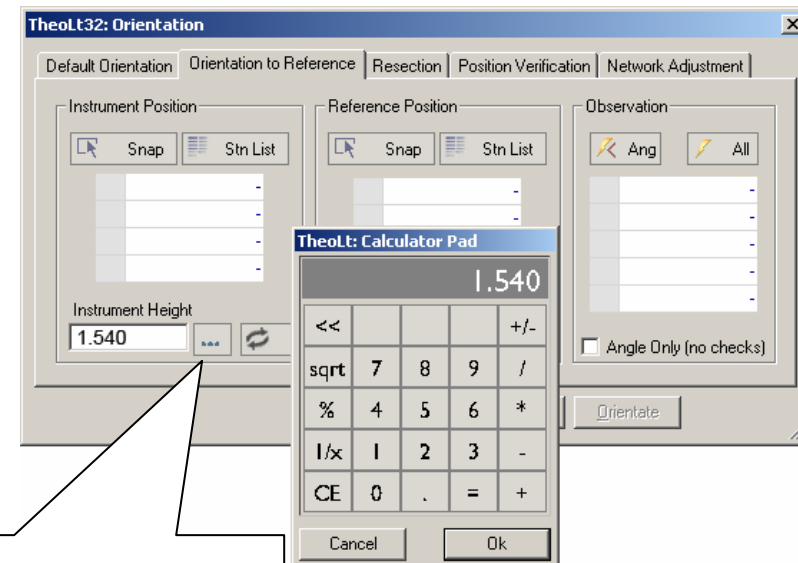 TheoLt32: Orientation
Default Orientation Orientation to Reference Resection Position Verification Network Adjustment
Instrument Position
Snap Stn List
-
-
-
-
Instrument Height
1.540 ...
Reference Position
Snap Stn List
-
-
Observation
Ang All
-
-
-
-
-
Angle Only (no checks)
Orientate
TheoLt: Calculator Pad
1.540
<< +/-
sqrt 7 8 9 /
% 4 5 6 *
1/x 1 2 3 -
CE 0 . = +
Cancel Ok